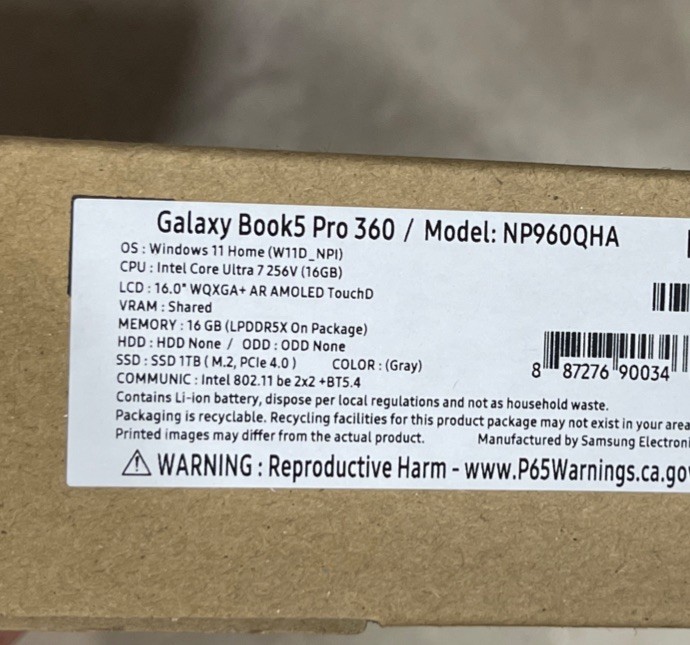 Galaxy Book5 Pro 360 / Model: NP960QHA
OS : Windows 11 Home (W11D_NPI)
CPU : Intel Core Ultra 7 256V (16GB)
LCD : 16.0" WQXGA+ AR AMOLED TouchD
VRAM : Shared
MEMORY : 16 GB (LPDDR5X On Package)
HDD : HDD None / ODD : ODD None
SSD : SSD 1TB ( M.2, PCIe 4.0 ) COLOR : (Gray)
8 87276 90034
COMMUNIC : Intel 802.11 be 2x2 +BT5.4
Contains Li-ion battery, dispose per local regulations and not as household waste.
Packaging is recyclable. Recycling facilities for this product package may not exist in your area
Printed images may differ from the actual product. Manufactured by Samsung Electroni
⚠ WARNING : Reproductive Harm - www.P65Warnings.ca.gov